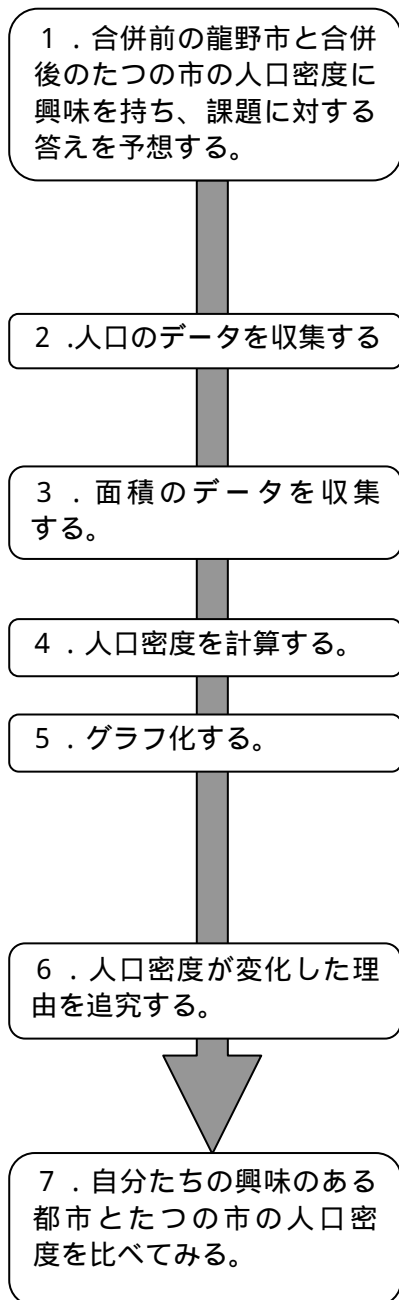 １．合併前の龍野市と合併
後のたつの市の人口密度に
興味を持ち、課題に対する
答えを予想する。
２.人口のデータを収集する
３．面積のデータを収集
する。
４．人口密度を計算する。
５．グラフ化する。
６．人口密度が変化した理
由を追究する。
７．自分たちの興味のある
都市とたつの市の人口密
度を比べてみる。